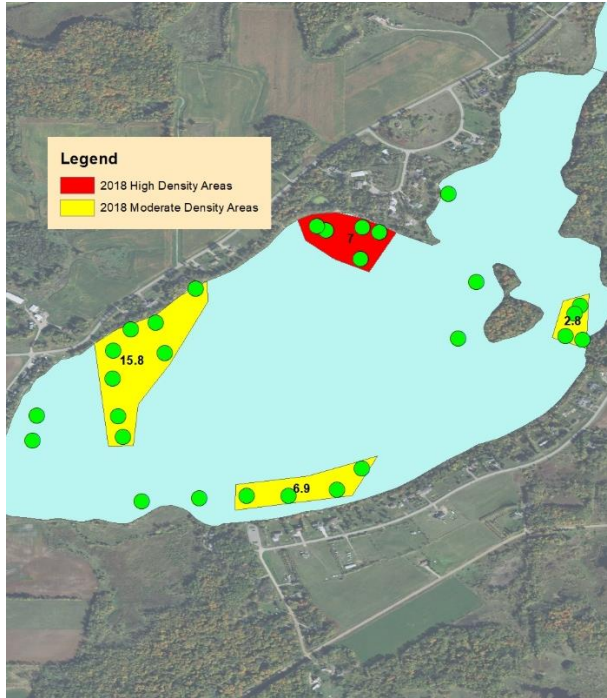 Legend
2018 High Density Areas
2018 Moderate Density Areas
7
2.8
15.8
6.9